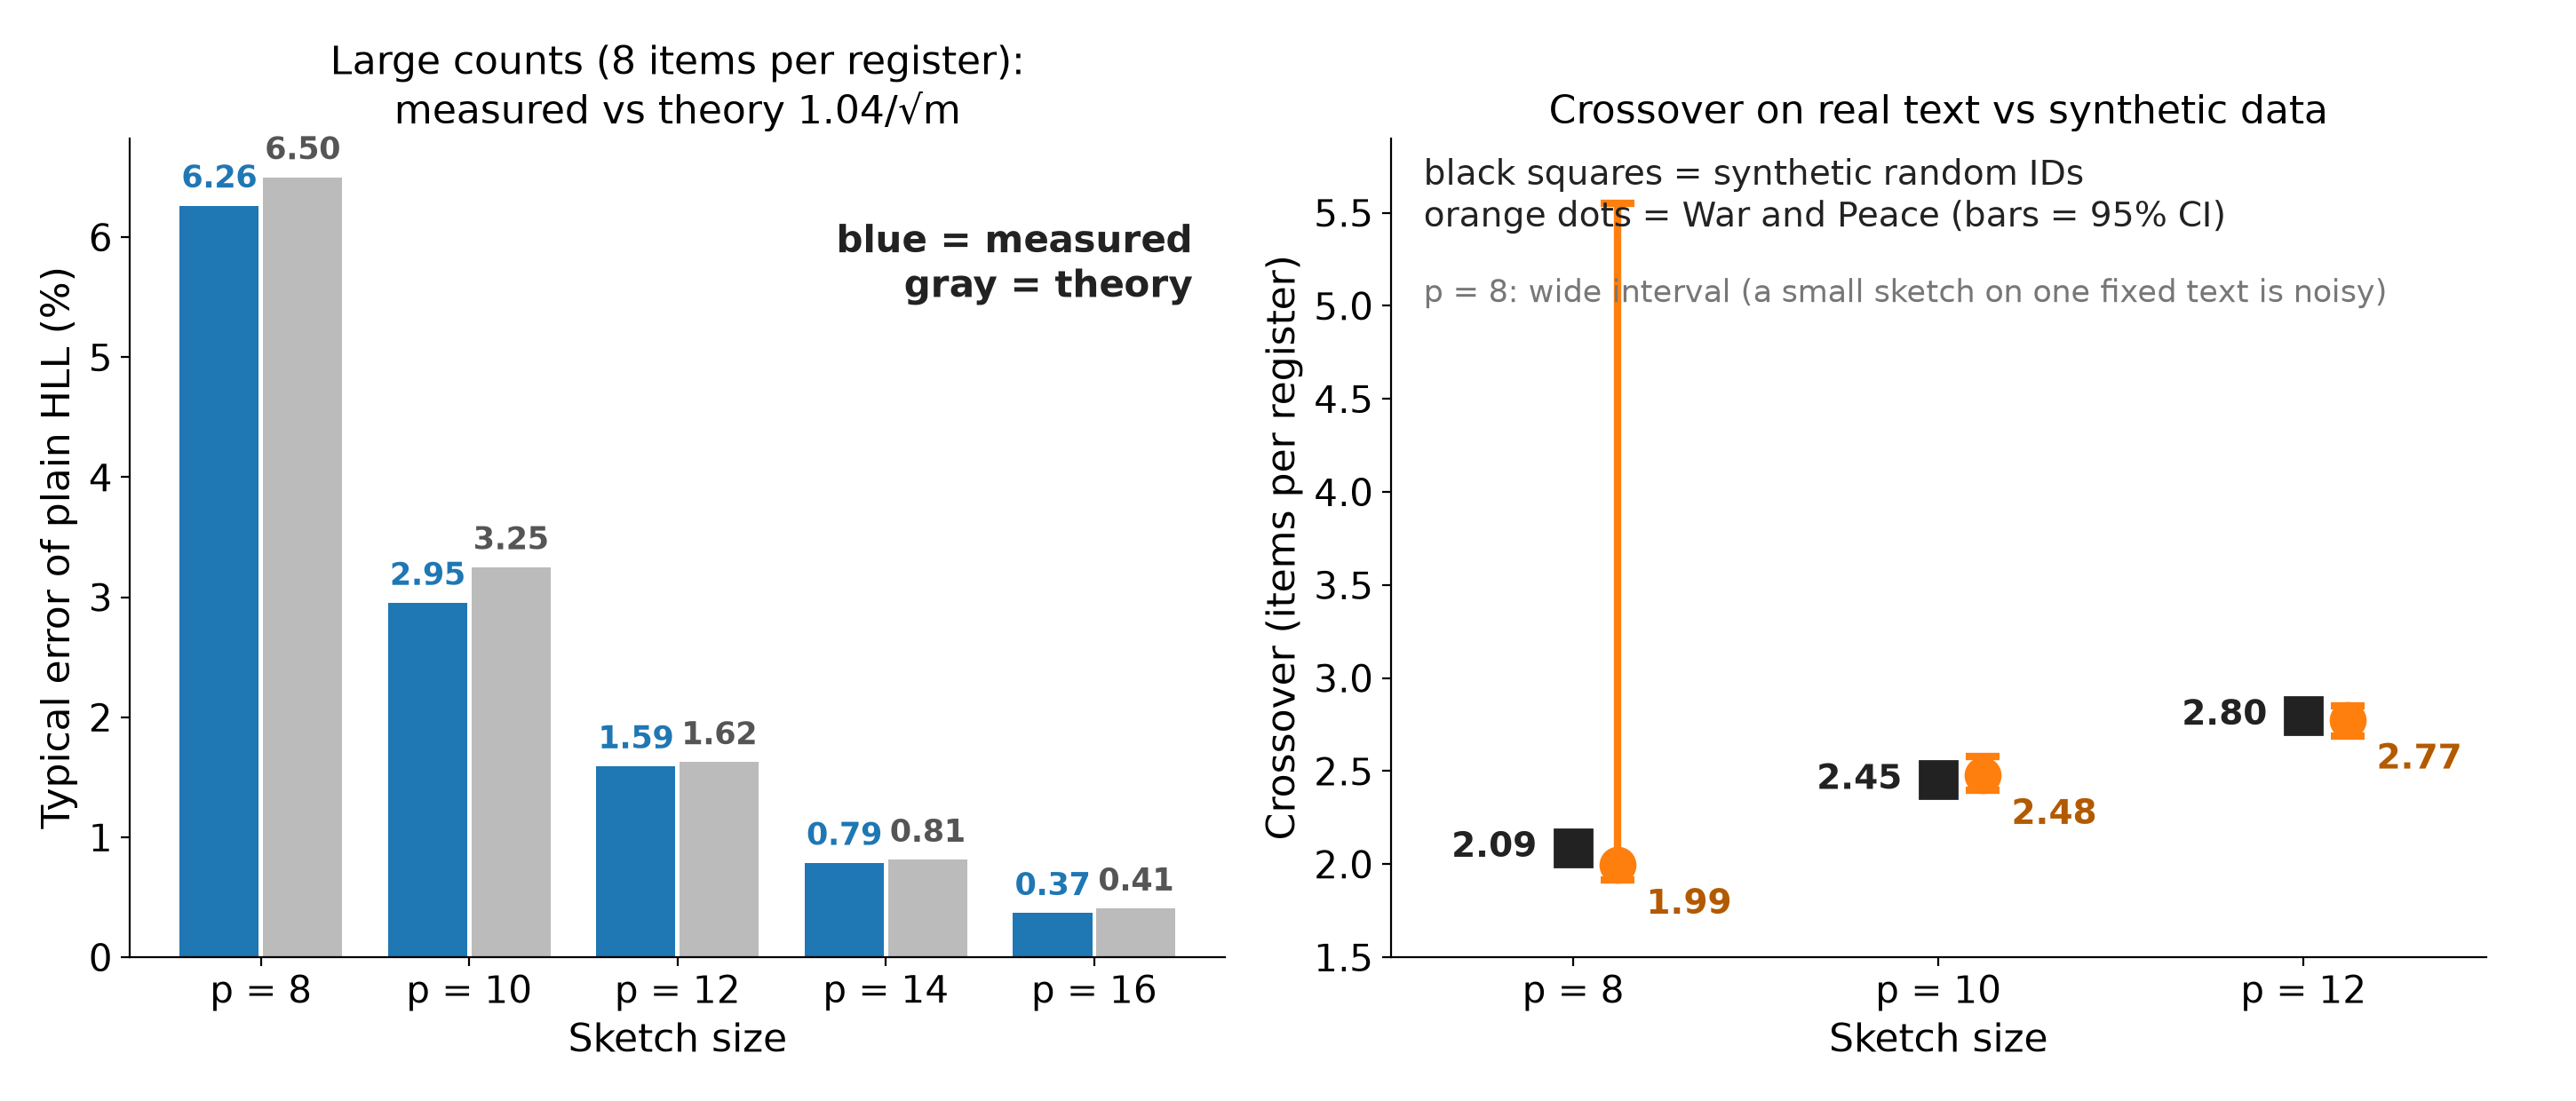 Large counts (8 items per register):
measured vs theory 1.04/√m
Typical error of plain HLL (%)
6
5
4
3
2
1
0
6.26
6.50
2.95
3.25
1.59
1.62
0.79
0.81
0.37
0.41
blue = measured
gray = theory
p = 8
p = 10
p = 12
p = 14
p = 16
Sketch size
Crossover on real text vs synthetic data
Crossover (items per register)
5.5
5.0
4.5
4.0
3.5
3.0
2.5
2.0
1.5
black squares = synthetic random IDs
orange dots = War and Peace (bars = 95% CI)
p = 8: wide interval (a small sketch on one fixed text is noisy)
2.09
1.99
2.45
2.48
2.80
2.77
p = 8
p = 10
p = 12
Sketch size